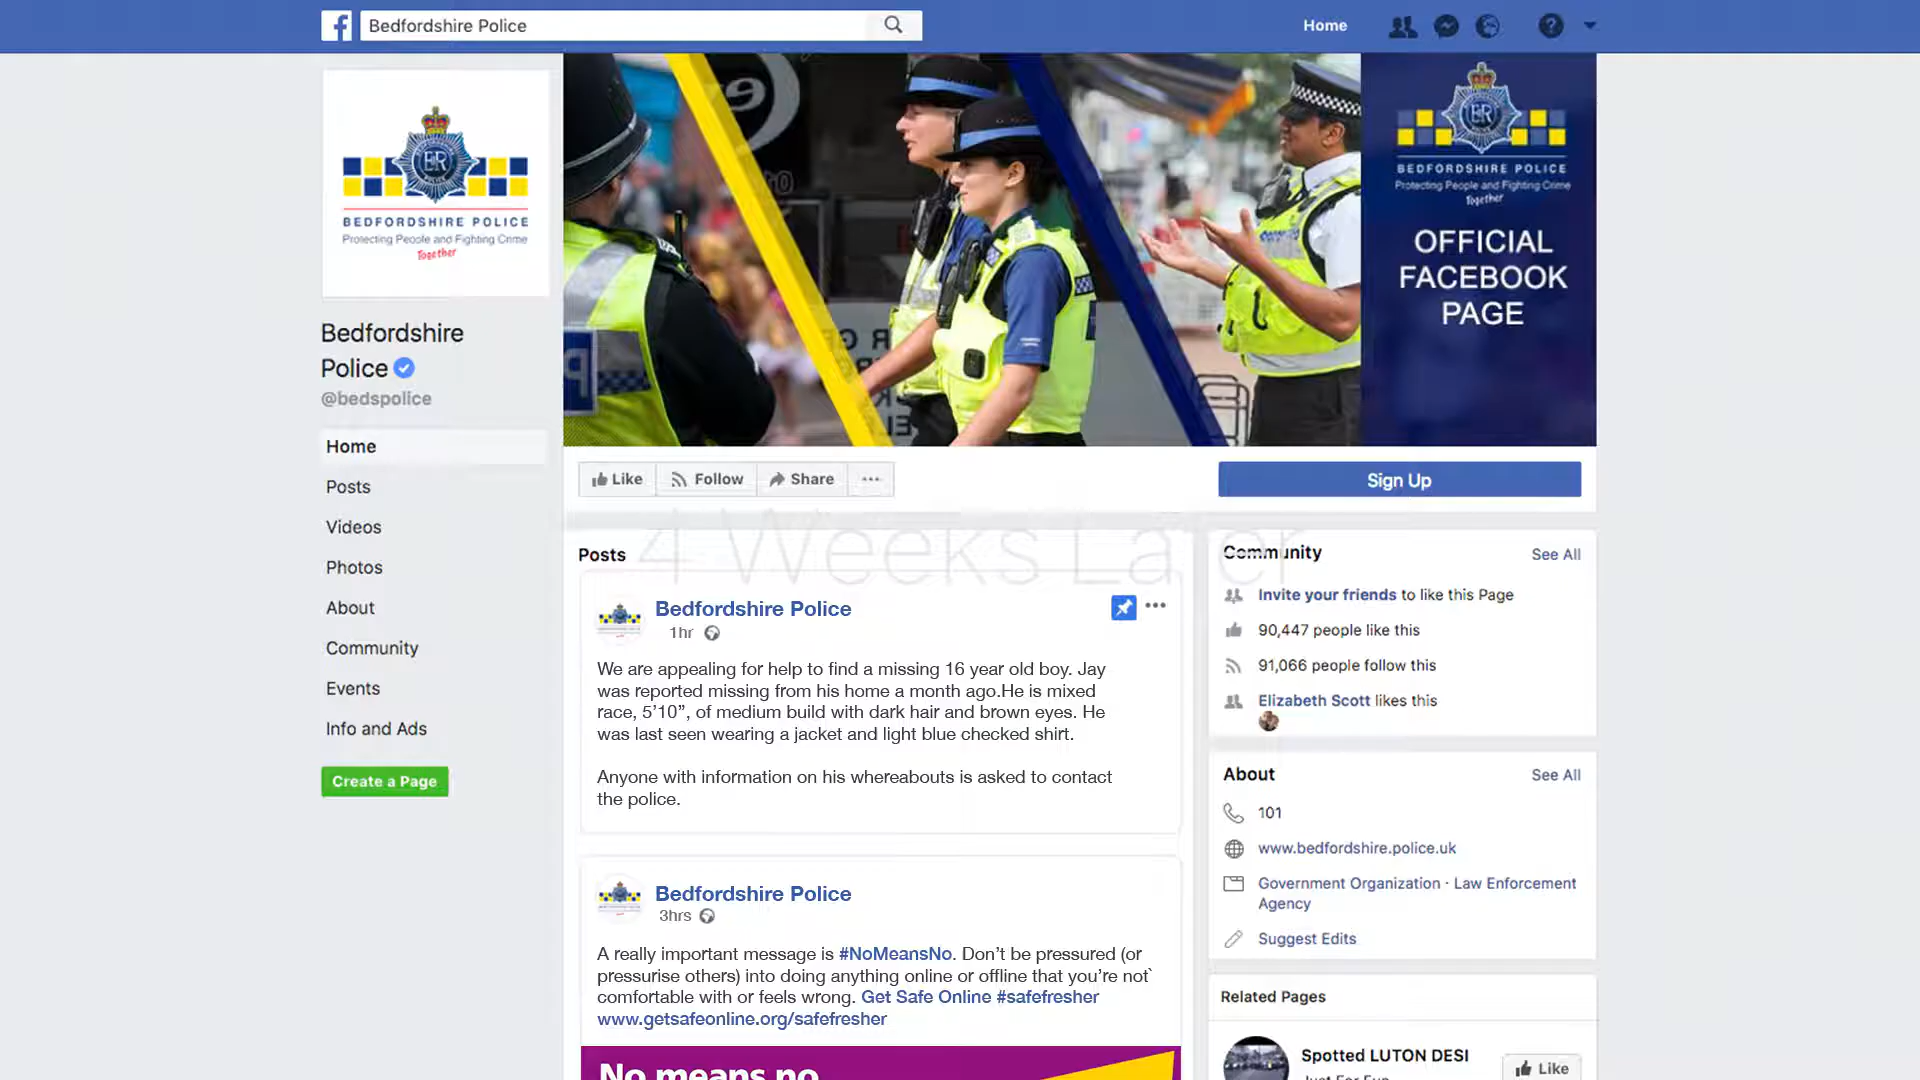 Bedfordshire Police
Home
BEDFORDSHIRE POLICE
Protecting People and Fighting Crime
Together
BEDFORDSHIRE POLICE
Protecting People and Fighting Crime
Together
OFFICIAL
FACEBOOK
PAGE
Bedfordshire
Police
@bedspolice
Home
Posts
Videos
Photos
About
Community
Events
Info and Ads
Create a Page
Like
Follow
Share
Sign Up
4 Weeks Later
Posts
Bedfordshire Police
1hr
We are appealing for help to find a missing 16 year old boy. Jay
was reported missing from his home a month ago.He is mixed
race, 5’10”, of medium build with dark hair and brown eyes. He
was last seen wearing a jacket and light blue checked shirt.
Anyone with information on his whereabouts is asked to contact
the police.
Bedfordshire Police
3hrs
A really important message is #NoMeansNo. Don’t be pressured (or
pressurise others) into doing anything online or offline that you’re not`
comfortable with or feels wrong. Get Safe Online #safefresher
www.getsafeonline.org/safefresher
No means no
Community
See All
Invite your friends to like this Page
90,447 people like this
91,066 people follow this
Elizabeth Scott likes this
About
See All
101
www.bedfordshire.police.uk
Government Organization · Law Enforcement
Agency
Suggest Edits
Related Pages
Spotted LUTON DESI
Just For Fun
Like